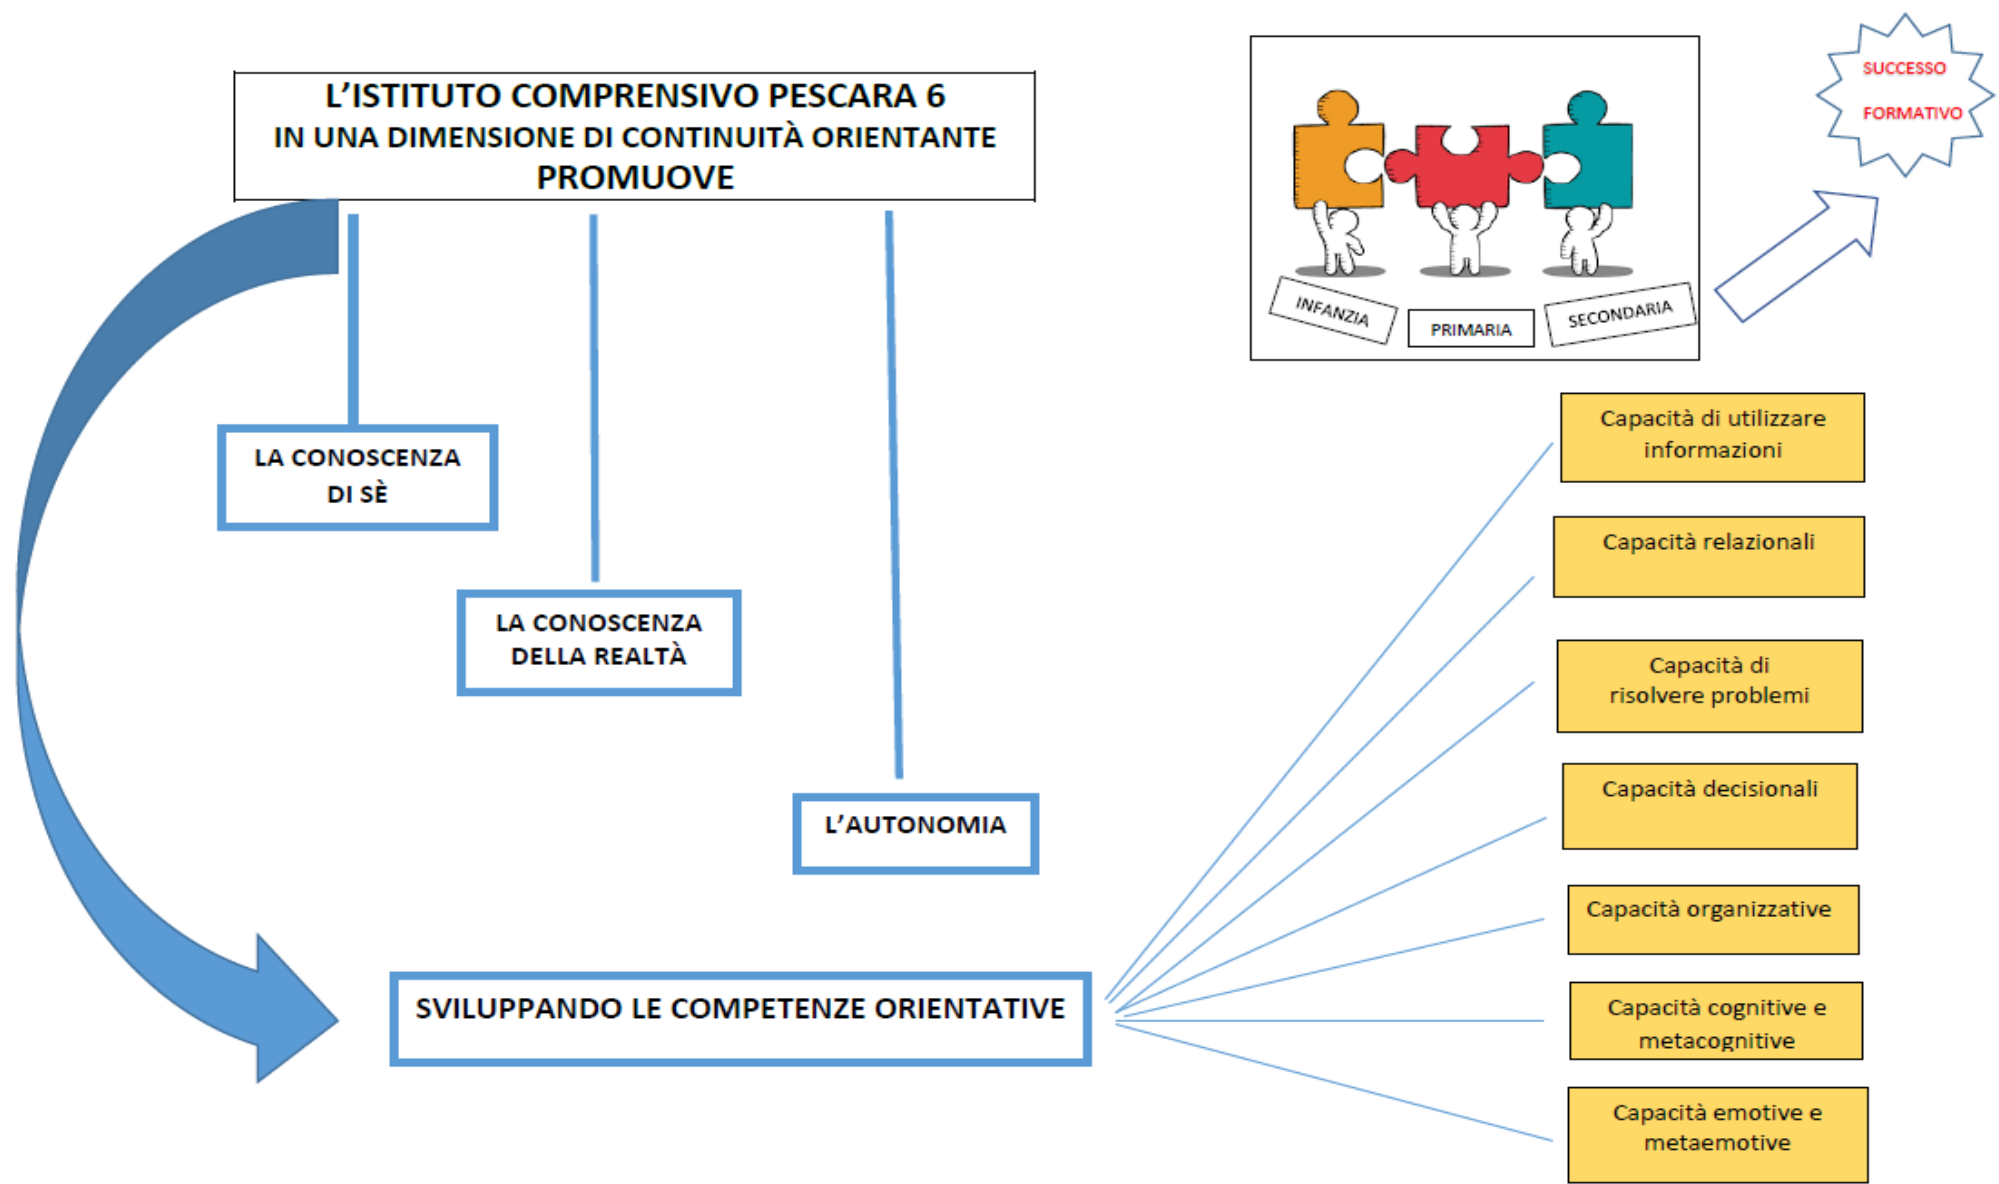 L'ISTITUTO COMPRENSIVO PESCARA 6
IN UNA DIMENSIONE DI CONTINUITÀ ORIENTANTE
PROMUOVE
LA CONOSCENZA
DI SÈ
LA CONOSCENZA
DELLA REALTÀ
L'AUTONOMIA
SVILUPPANDO LE COMPETENZE ORIENTATIVE
INFANZIA
PRIMARIA
SECONDARIA
SUCCESSO
FORMATIVO
Capacità di utilizzare
informazioni
Capacità relazionali
Capacità di
risolvere problemi
Capacità decisionali
Capacità organizzative
Capacità cognitive e
metacognitive
Capacità emotive e
metaemotive